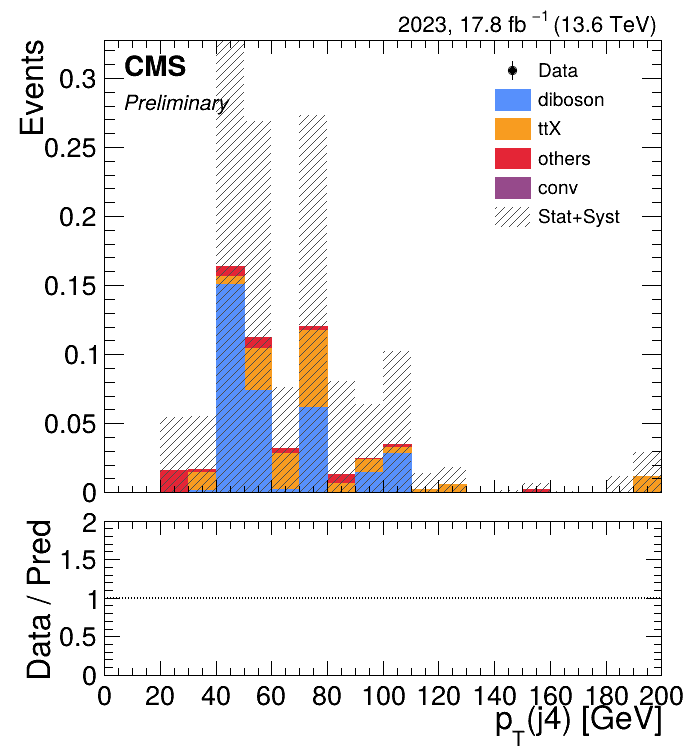 2023, 17.8 fb⁻¹ (13.6 TeV)
Events
CMS
Preliminary
Data
diboson
ttX
others
conv
Stat+Syst
0.3
0.25
0.2
0.15
0.1
0.05
0
Data / Pred
2
1.5
1
0.5
0
0 20 40 60 80 100 120 140 160 180 200
p_T(j4) [GeV]